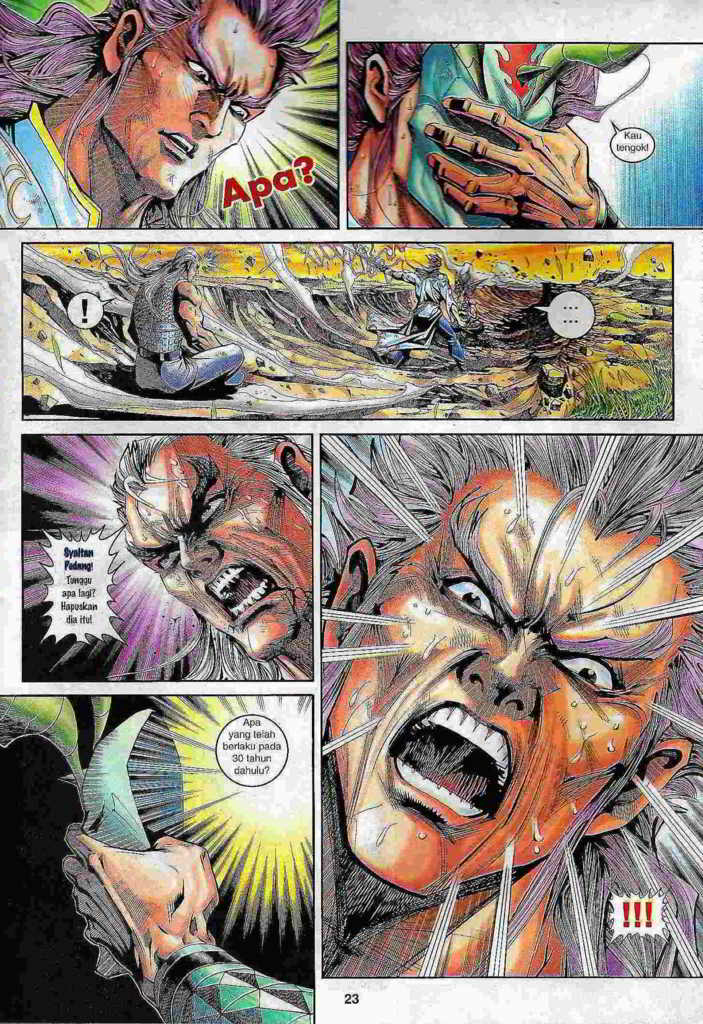 Apa?
Kau
tengok!
!
...
...
Syaitan
Pedang!
Tunggu
apa lagi?
Hapuskan
dia itu!
!!!
Apa
yang telah
berlaku pada
30 tahun
dahulu?
23